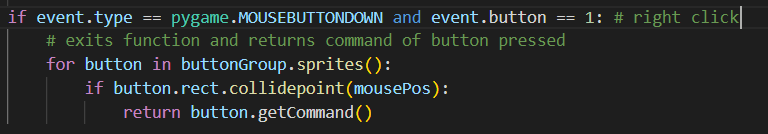 if event.type == pygame.MOUSEBUTTONDOWN and event.button == 1: # right click
# exits function and returns command of button pressed
for button in buttonGroup.sprites():
if button.rect.collidepoint(mousePos):
return button.getCommand()